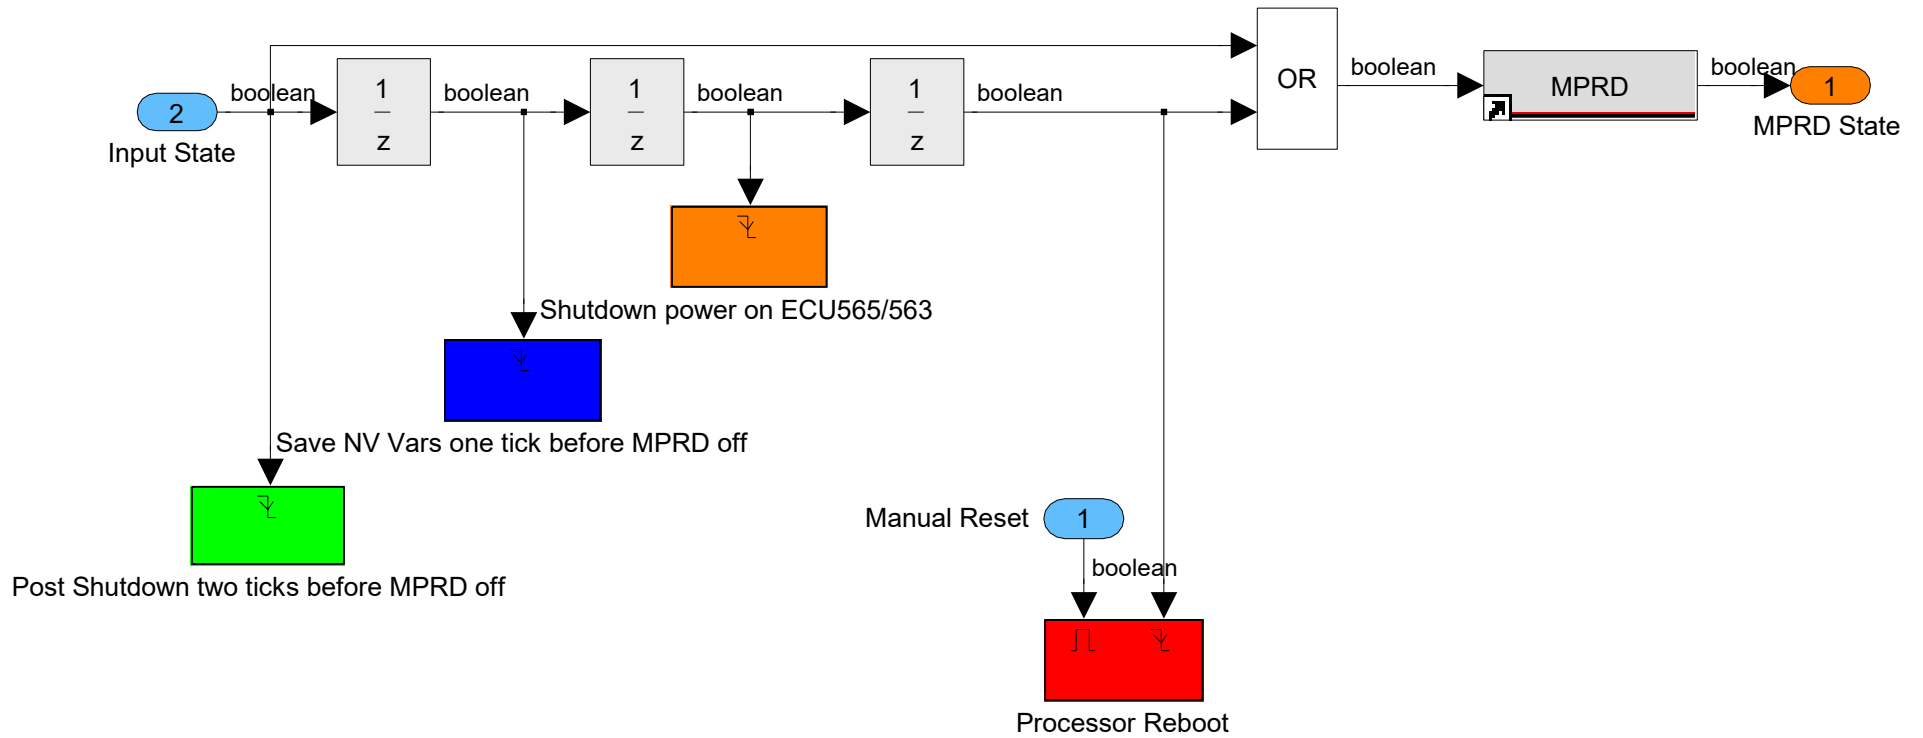 boolean
boolean
boolean
boolean
boolean
boolean
2
1
z
1
z
1
z
OR
MPRD
1
Input State
MPRD State
Shutdown power on ECU565/563
Save NV Vars one tick before MPRD off
Manual Reset
1
boolean
Post Shutdown two ticks before MPRD off
Processor Reboot